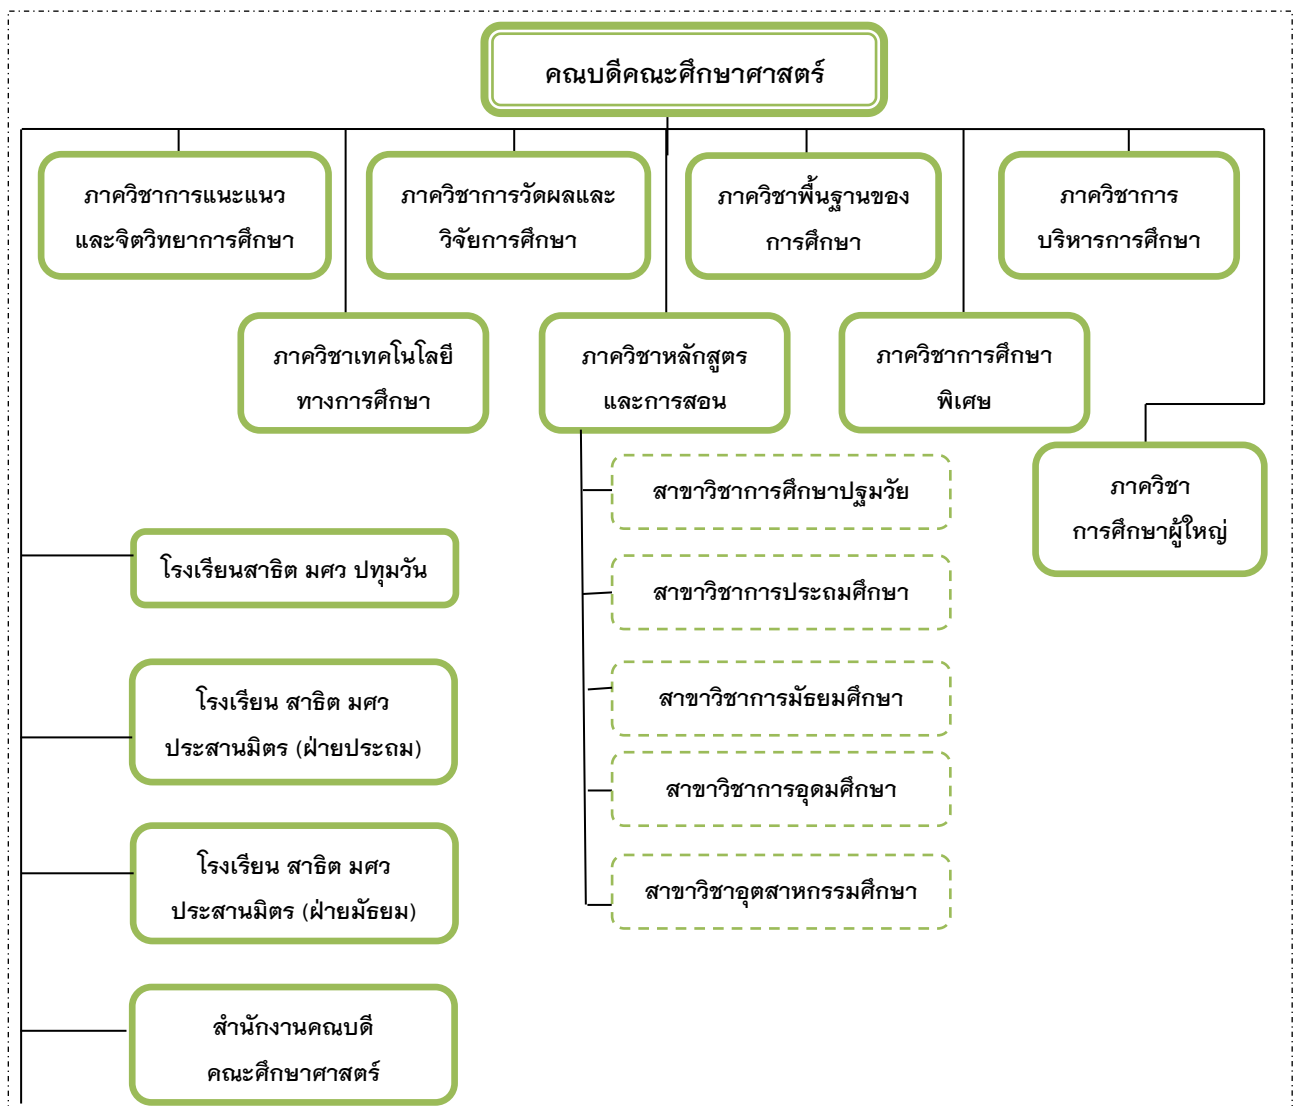 คณบดีคณะศึกษาศาสตร์
ภาควิชาการแนะแนว
และจิตวิทยาการศึกษา
ภาควิชาการวัดผลและ
วิจัยการศึกษา
ภาควิชาพื้นฐานของ
การศึกษา
ภาควิชาการ
บริหารการศึกษา
ภาควิชาเทคโนโลยี
ทางการศึกษา
ภาควิชาหลักสูตร
และการสอน
ภาควิชาการศึกษา
พิเศษ
ภาควิชา
การศึกษาผู้ใหญ่
สาขาวิชาการศึกษาปฐมวัย
สาขาวิชาการประถมศึกษา
สาขาวิชาการมัธยมศึกษา
สาขาวิชาการอุดมศึกษา
สาขาวิชาอุตสาหกรรมศึกษา
โรงเรียนสาธิต มศว ปทุมวัน
โรงเรียน สาธิต มศว
ประสานมิตร (ฝ่ายประถม)
โรงเรียน สาธิต มศว
ประสานมิตร (ฝ่ายมัธยม)
สำนักงานคณบดี
คณะศึกษาศาสตร์